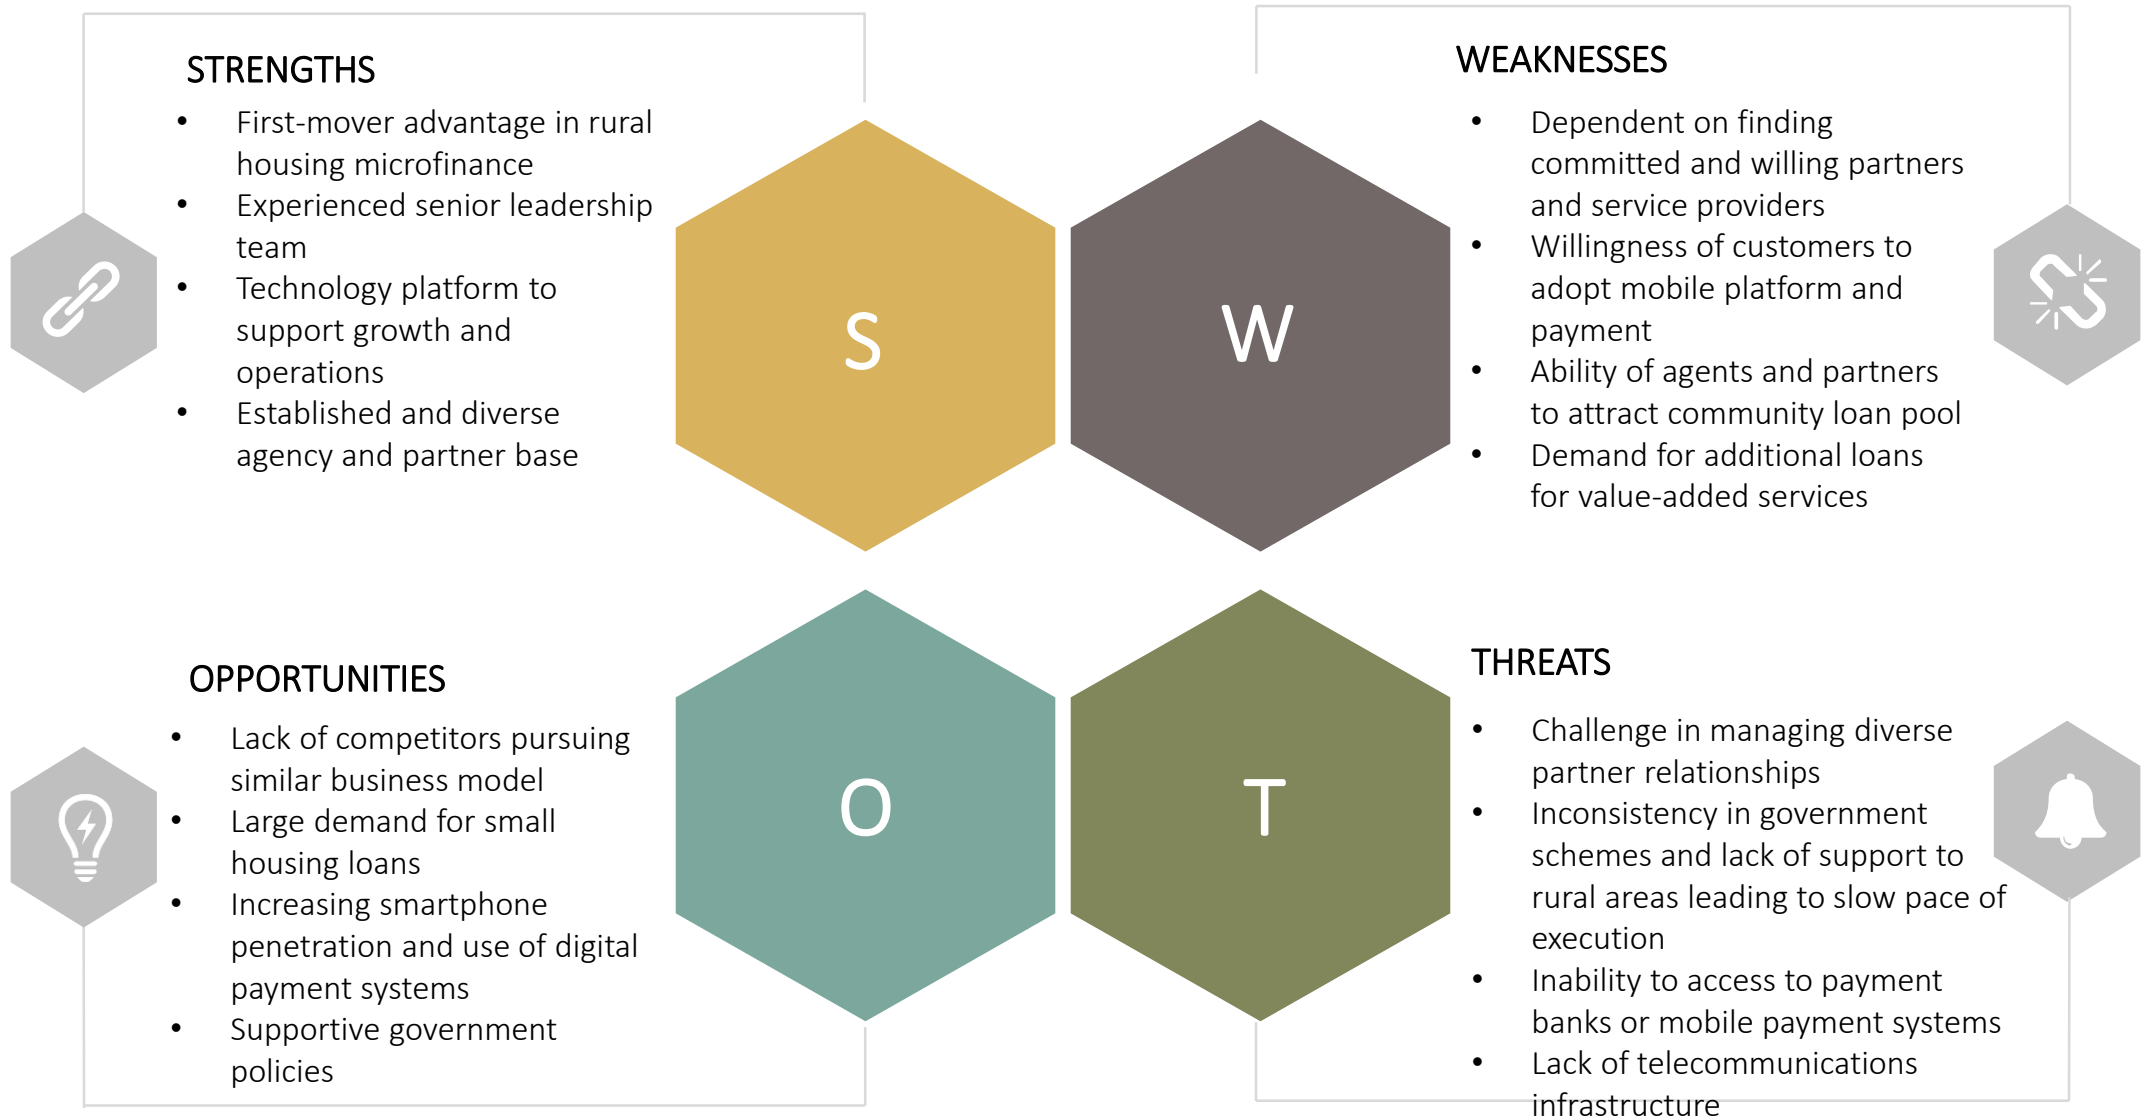 STRENGTHS
• First-mover advantage in rural
housing microfinance
• Experienced senior leadership
team
• Technology platform to
support growth and
operations
• Established and diverse
agency and partner base
S
W
WEAKNESSES
• Dependent on finding
committed and willing partners
and service providers
• Willingness of customers to
adopt mobile platform and
payment
• Ability of agents and partners
to attract community loan pool
• Demand for additional loans
for value-added services
OPPORTUNITIES
• Lack of competitors pursuing
similar business model
• Large demand for small
housing loans
• Increasing smartphone
penetration and use of digital
payment systems
• Supportive government
policies
O
T
THREATS
• Challenge in managing diverse
partner relationships
• Inconsistency in government
schemes and lack of support to
rural areas leading to slow pace of
execution
• Inability to access to payment
banks or mobile payment systems
• Lack of telecommunications
infrastructure